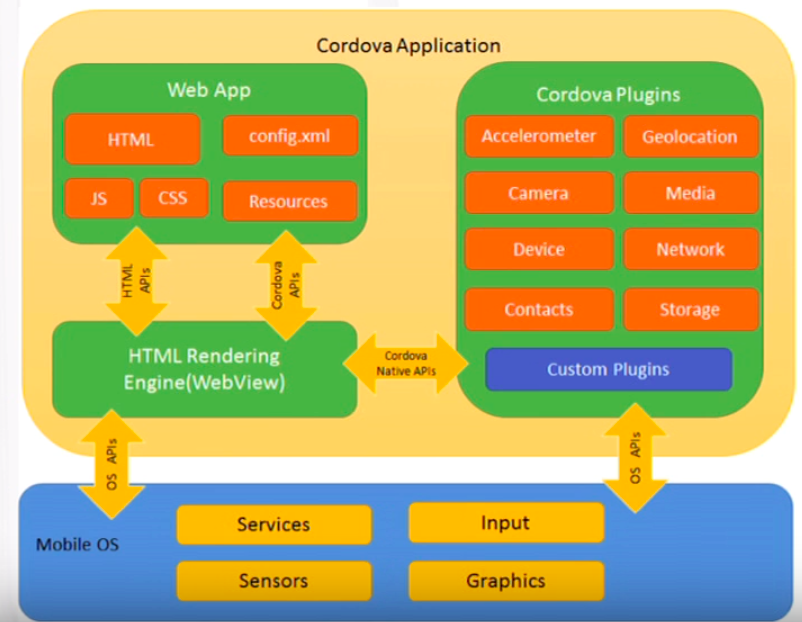 Cordova Application
Web App
HTML
config.xml
JS
CSS
Resources
HTML
APIs
Cordova
APIs
HTML Rendering
Engine(WebView)
Cordova
Native APIs
Cordova Plugins
Accelerometer
Geolocation
Camera
Media
Device
Network
Contacts
Storage
Custom Plugins
OS APIs
OS APIs
Mobile OS
Services
Input
Sensors
Graphics